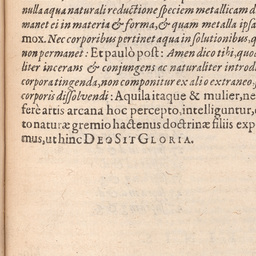 nulla aqua naturali reductione speciem metallicam d
manet ei in materia & forma, & quam metalla ipsa
mox. Nec corporibus pertinet aqua in solutionibus, q
non permanet: Et paulò pòst: Amen dico tibi, quod
liter incerans & conjungens ac naturaliter introd
corpora tingenda, non componitur ex alio extraneo,
corporis dissolvendi: Aquila itaque & mulier, ne
ferè artis arcana hoc percepto, intelliguntur, e
to naturæ gremio hactenus doctrinæ filiis exp
mus, ut hinc DEO SIT GLORIA.